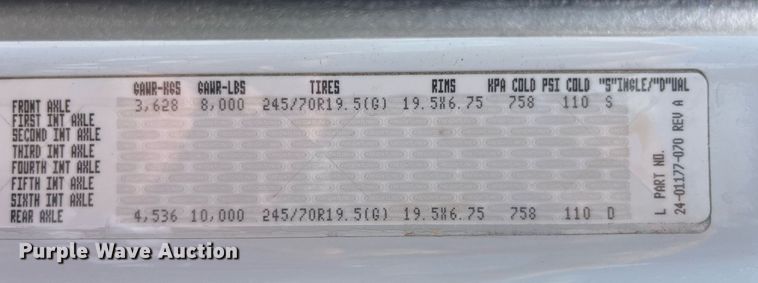 GAWR-KGS GAWR-LBS TIRES RIMS KPA COLD PSI COLD "S"INGLE/"D"UAL
FRONT AXLE 3,628 8,000 245/70R19.5(G) 19.5X6.75 758 110 S
FIRST INT AXLE
SECOND INT AXLE
THIRD INT AXLE
FOURTH INT AXLE
FIFTH INT AXLE
SIXTH INT AXLE
REAR AXLE 4,536 10,000 245/70R19.5(G) 19.5X6.75 758 110 D
L PART NO.
24-01177-070 REV A
Purple Wave Auction